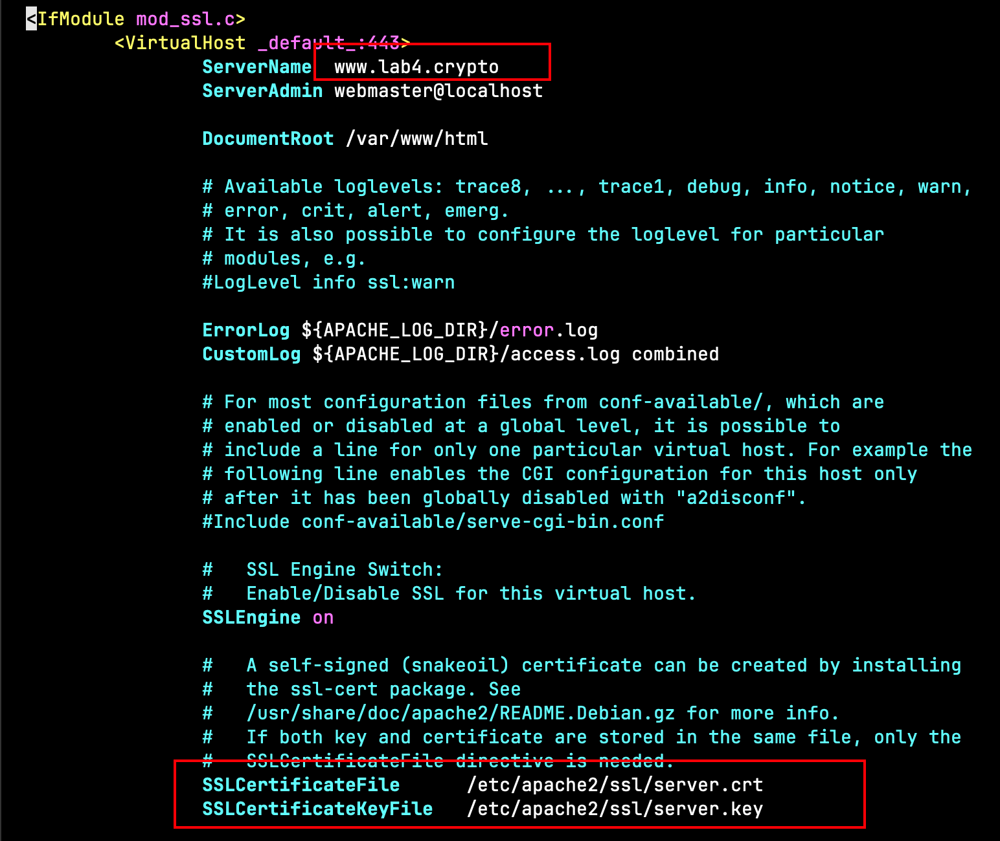 <IfModule mod_ssl.c>
<VirtualHost _default_:443>
ServerName  www.lab4.crypto
ServerAdmin webmaster@localhost
DocumentRoot /var/www/html
# Available loglevels: trace8, ..., trace1, debug, info, notice, warn,
# error, crit, alert, emerg.
# It is also possible to configure the loglevel for particular
# modules, e.g.
#LogLevel info ssl:warn
ErrorLog ${APACHE_LOG_DIR}/error.log
CustomLog ${APACHE_LOG_DIR}/access.log combined
# For most configuration files from conf-available/, which are
# enabled or disabled at a global level, it is possible to
# include a line for only one particular virtual host. For example the
# following line enables the CGI configuration for this host only
# after it has been globally disabled with "a2disconf".
#Include conf-available/serve-cgi-bin.conf
#   SSL Engine Switch:
#   Enable/Disable SSL for this virtual host.
SSLEngine on
#   A self-signed (snakeoil) certificate can be created by installing
#   the ssl-cert package. See
#   /usr/share/doc/apache2/README.Debian.gz for more info.
#   If both key and certificate are stored in the same file, only the
#   SSLCertificateFile directive is needed.
SSLCertificateFile      /etc/apache2/ssl/server.crt
SSLCertificateKeyFile   /etc/apache2/ssl/server.key